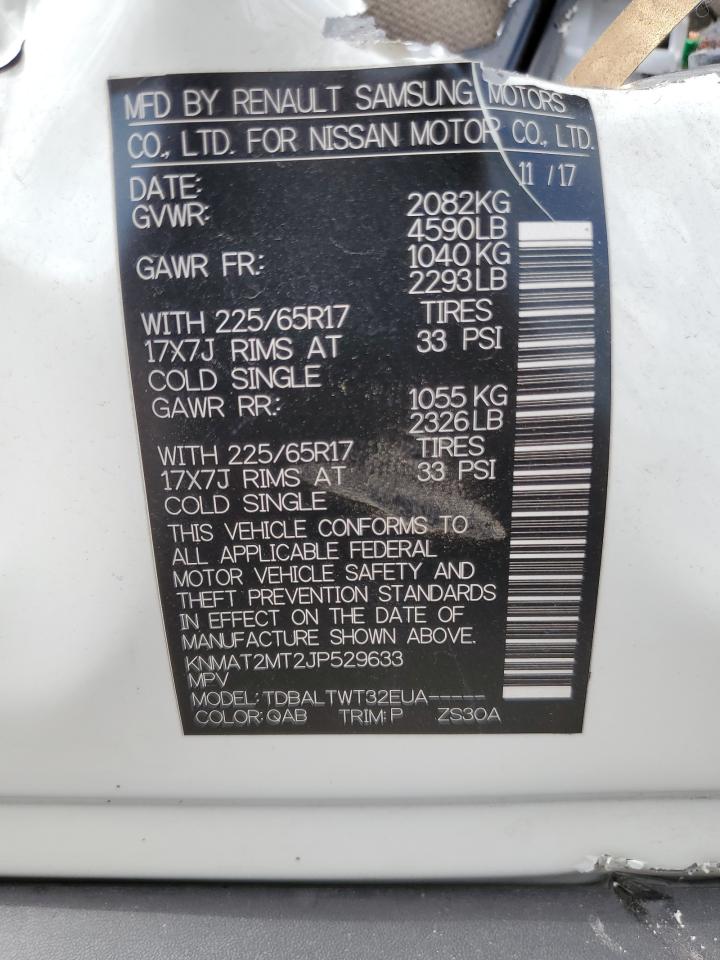 MFD BY RENAULT SAMSUNG MOTORS
CO., LTD. FOR NISSAN MOTOR CO., LTD.
DATE: 11 / 17
GVWR: 2082KG
4590LB
GAWR FR.: 1040KG
2293LB
WITH 225/65R17 TIRES
17X7J RIMS AT 33 PSI
COLD SINGLE
GAWR RR: 1055 KG
2326LB
WITH 225/65R17 TIRES
17X7J RIMS AT 33 PSI
COLD SINGLE
THIS VEHICLE CONFORMS TO
ALL APPLICABLE FEDERAL
MOTOR VEHICLE SAFETY AND
THEFT PREVENTION STANDARDS
IN EFFECT ON THE DATE OF
MANUFACTURE SHOWN ABOVE.
KNMAT2MT2JP529633
MPV
MODEL: TDBALTWT32EUA-----
COLOR: QAB TRIM: P ZS30A